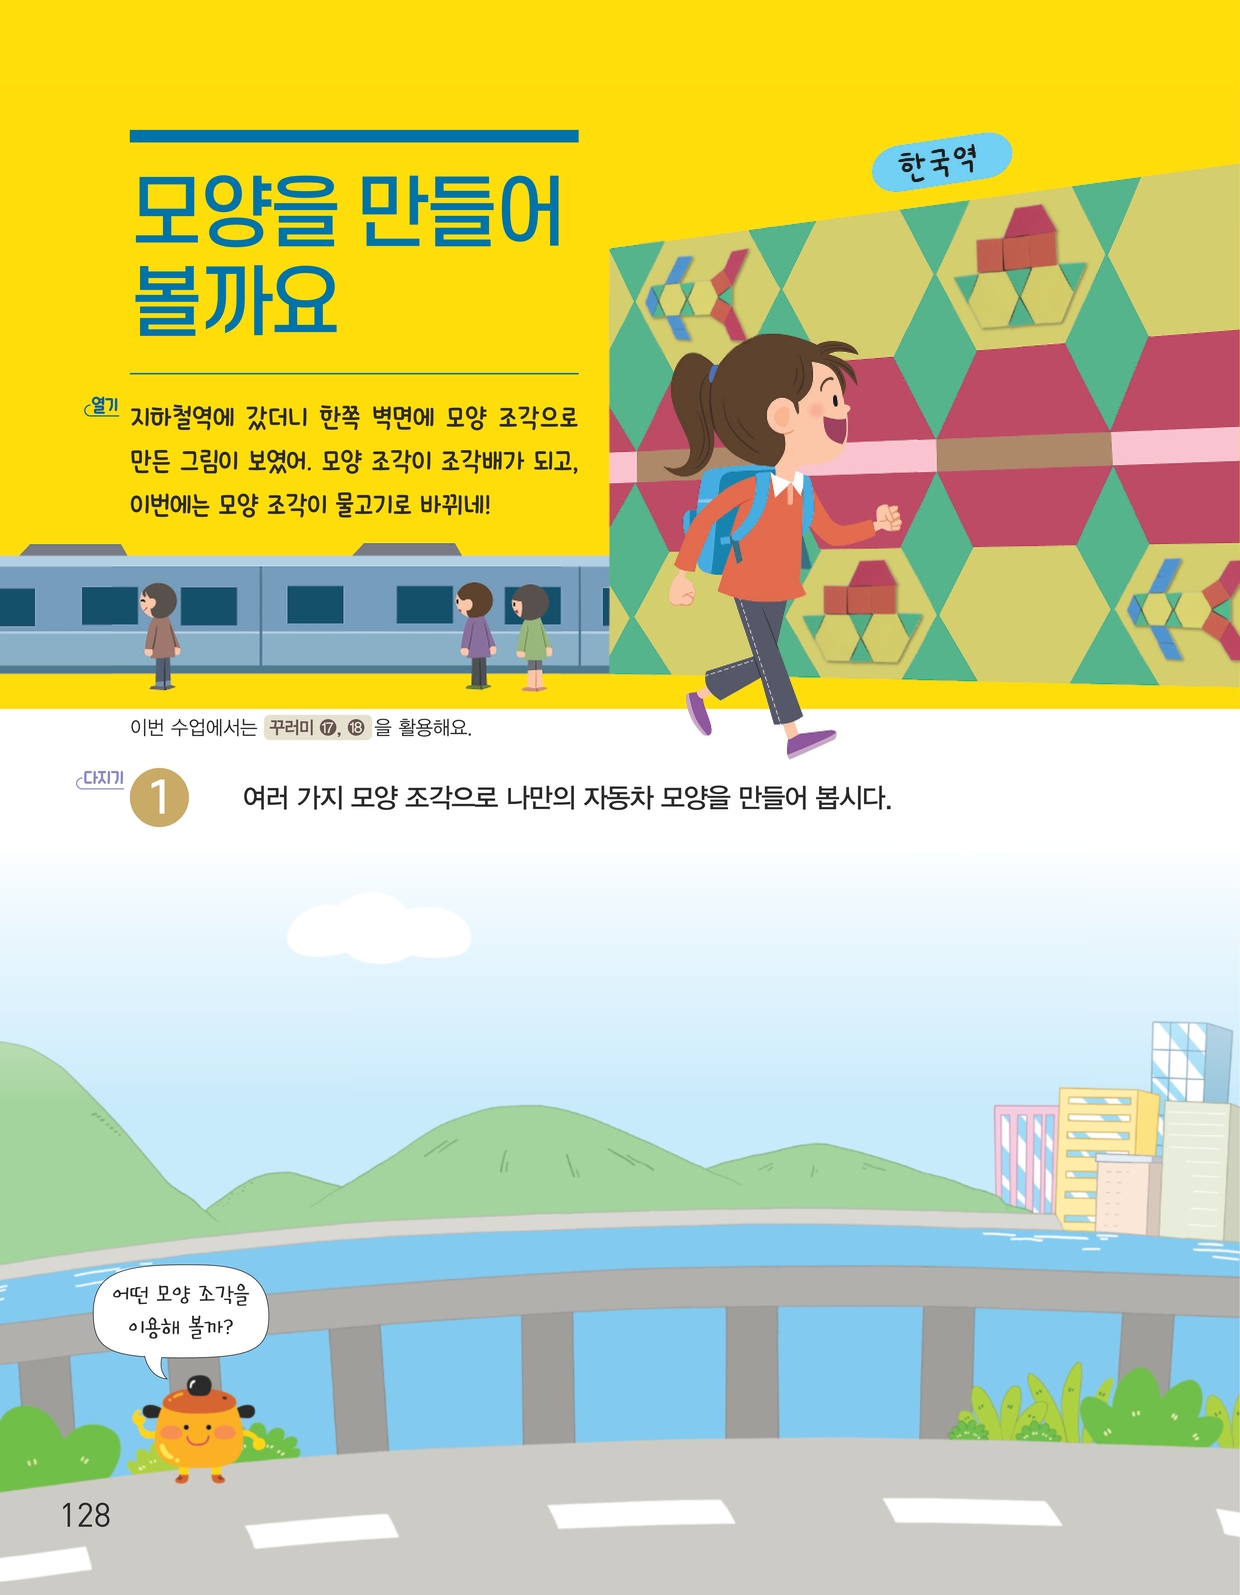 모양을 만들어
볼까요
한국역
열기
지하철역에 갔더니 한쪽 벽면에 모양 조각으로
만든 그림이 보였어. 모양 조각이 조각배가 되고,
이번에는 모양 조각이 물고기로 바뀌네!
이번 수업에서는 꾸러미 17, 18 을 활용해요.
다지기
1 여러 가지 모양 조각으로 나만의 자동차 모양을 만들어 봅시다.
어떤 모양 조각을
이용해 볼까?
128